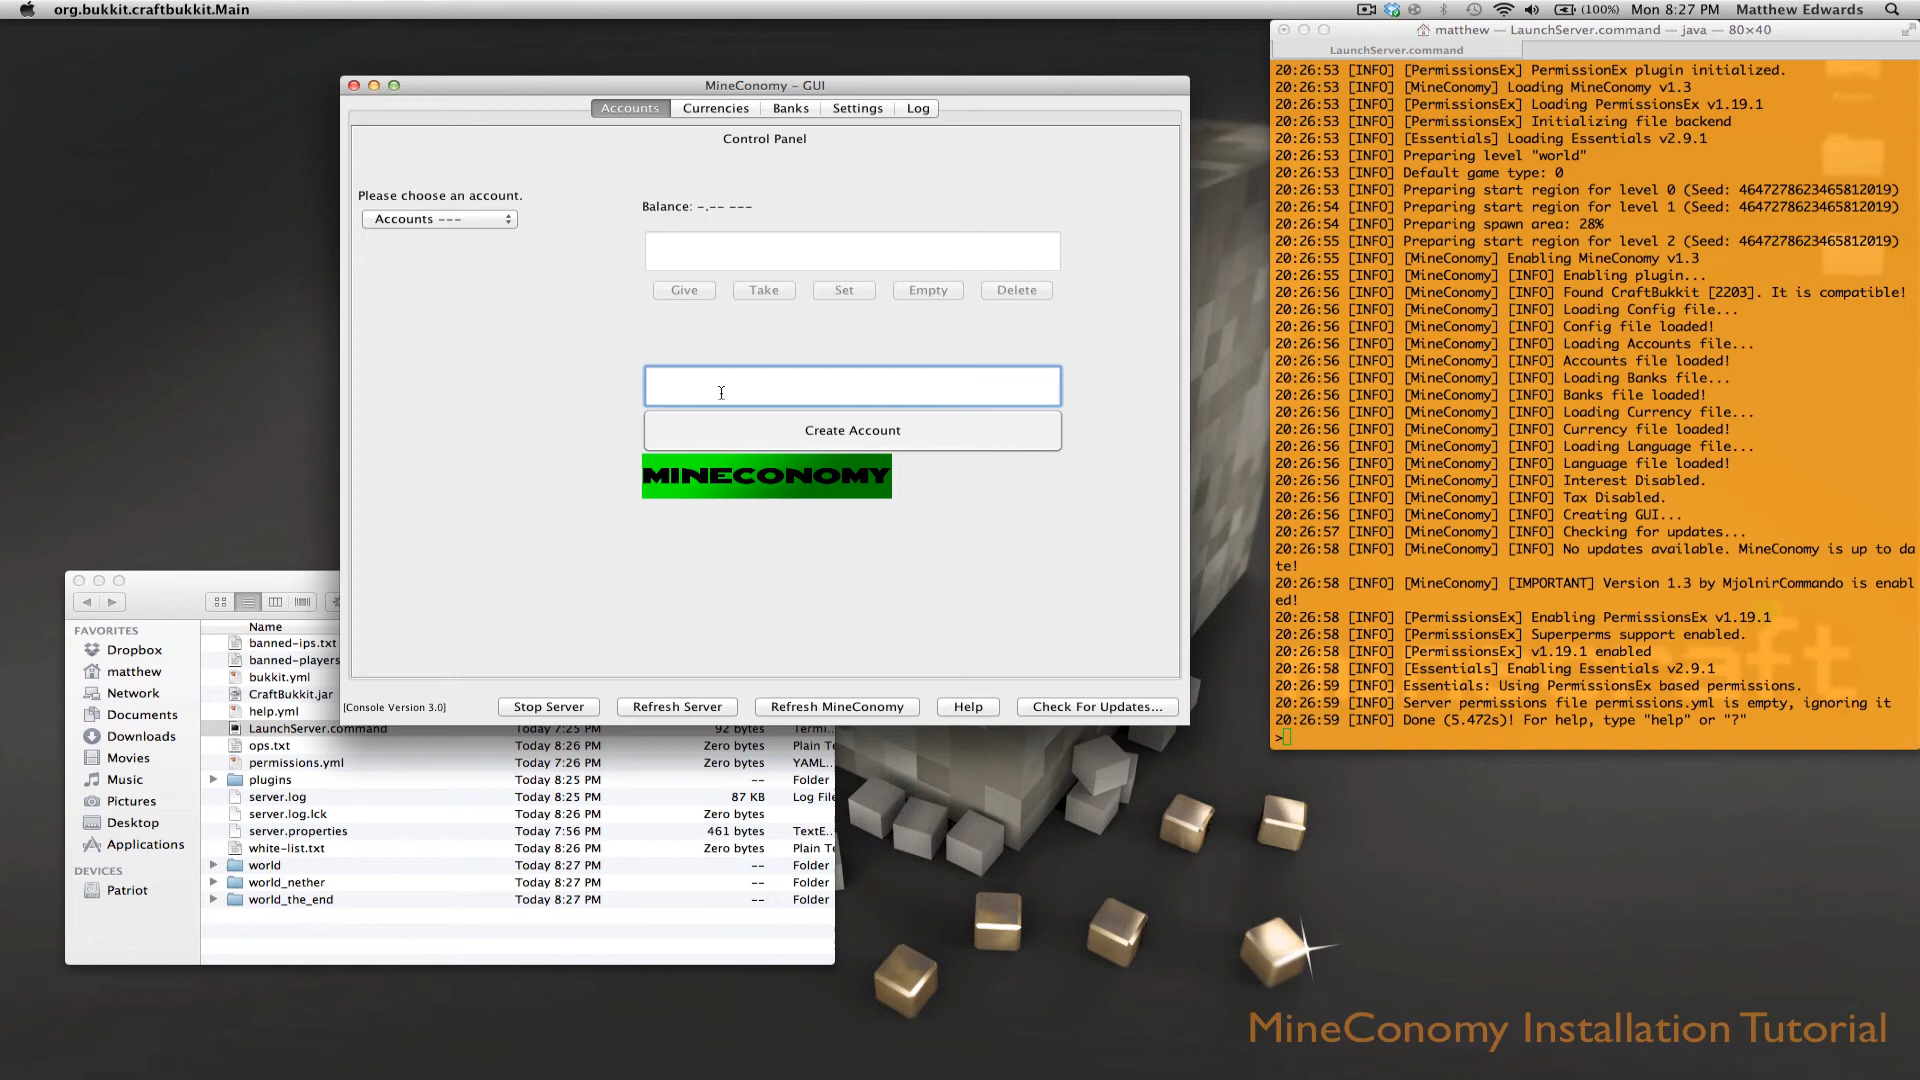 org.bukkit.craftbukkit.Main
(100%) Mon 8:27 PM Matthew Edwards
matthew — LaunchServer.command — java — 80×40
LaunchServer.command
20:26:53 [INFO] [PermissionsEx] PermissionEx plugin initialized.
20:26:53 [INFO] [MineConomy] Loading MineConomy v1.3
20:26:53 [INFO] [PermissionsEx] Loading PermissionsEx v1.19.1
20:26:53 [INFO] [PermissionsEx] Initializing file backend
20:26:53 [INFO] [Essentials] Loading Essentials v2.9.1
20:26:53 [INFO] Preparing level "world"
20:26:53 [INFO] Default game type: 0
20:26:53 [INFO] Preparing start region for level 0 (Seed: 4647278623465812019)
20:26:54 [INFO] Preparing start region for level 1 (Seed: 4647278623465812019)
20:26:54 [INFO] Preparing spawn area: 28%
20:26:55 [INFO] Preparing start region for level 2 (Seed: 4647278623465812019)
20:26:55 [INFO] [MineConomy] Enabling MineConomy v1.3
20:26:55 [INFO] [MineConomy] [INFO] Enabling plugin...
20:26:56 [INFO] [MineConomy] [INFO] Found CraftBukkit [2203]. It is compatible!
20:26:56 [INFO] [MineConomy] [INFO] Loading Config file...
20:26:56 [INFO] [MineConomy] [INFO] Config file loaded!
20:26:56 [INFO] [MineConomy] [INFO] Loading Accounts file...
20:26:56 [INFO] [MineConomy] [INFO] Accounts file loaded!
20:26:56 [INFO] [MineConomy] [INFO] Loading Banks file...
20:26:56 [INFO] [MineConomy] [INFO] Banks file loaded!
20:26:56 [INFO] [MineConomy] [INFO] Loading Currency file...
20:26:56 [INFO] [MineConomy] [INFO] Currency file loaded!
20:26:56 [INFO] [MineConomy] [INFO] Loading Language file...
20:26:56 [INFO] [MineConomy] [INFO] Language file loaded!
20:26:56 [INFO] [MineConomy] [INFO] Interest Disabled.
20:26:56 [INFO] [MineConomy] [INFO] Tax Disabled.
20:26:56 [INFO] [MineConomy] [INFO] Creating GUI...
20:26:57 [INFO] [MineConomy] [INFO] Checking for updates...
20:26:58 [INFO] [MineConomy] [INFO] No updates available. MineConomy is up to da
te!
20:26:58 [INFO] [MineConomy] [IMPORTANT] Version 1.3 by MjolnirCommando is enabl
ed!
20:26:58 [INFO] [PermissionsEx] Enabling PermissionsEx v1.19.1
20:26:58 [INFO] [PermissionsEx] Superperms support enabled.
20:26:58 [INFO] [PermissionsEx] v1.19.1 enabled
20:26:58 [INFO] [Essentials] Enabling Essentials v2.9.1
20:26:59 [INFO] Essentials: Using PermissionsEx based permissions.
20:26:59 [INFO] Server permissions file permissions.yml is empty, ignoring it
20:26:59 [INFO] Done (5.472s)! For help, type "help" or "?"
>
MineConomy – GUI
Accounts Currencies Banks Settings Log
Control Panel
Please choose an account.
Accounts ---
Balance: -.-- ---
Give Take Set Empty Delete
Create Account
MINECONOMY
[Console Version 3.0] Stop Server Refresh Server Refresh MineConomy Help Check For Updates...
FAVORITES
Dropbox
matthew
Network
Documents
Downloads
Movies
Music
Pictures
Desktop
Applications
DEVICES
Patriot
Name
banned-ips.txt
banned-players
bukkit.yml
CraftBukkit.jar
help.yml
LaunchServer.command Today 7:25 PM 92 bytes Termi...
ops.txt Today 8:26 PM Zero bytes Plain Te
permissions.yml Today 7:26 PM Zero bytes YAML..
plugins Today 8:25 PM -- Folder
server.log Today 8:25 PM 87 KB Log File
server.log.lck Today 8:26 PM Zero bytes
server.properties Today 7:56 PM 461 bytes TextE..
white-list.txt Today 8:26 PM Zero bytes Plain Te
world Today 8:27 PM -- Folder
world_nether Today 8:27 PM -- Folder
world_the_end Today 8:27 PM -- Folder
MineConomy Installation Tutorial